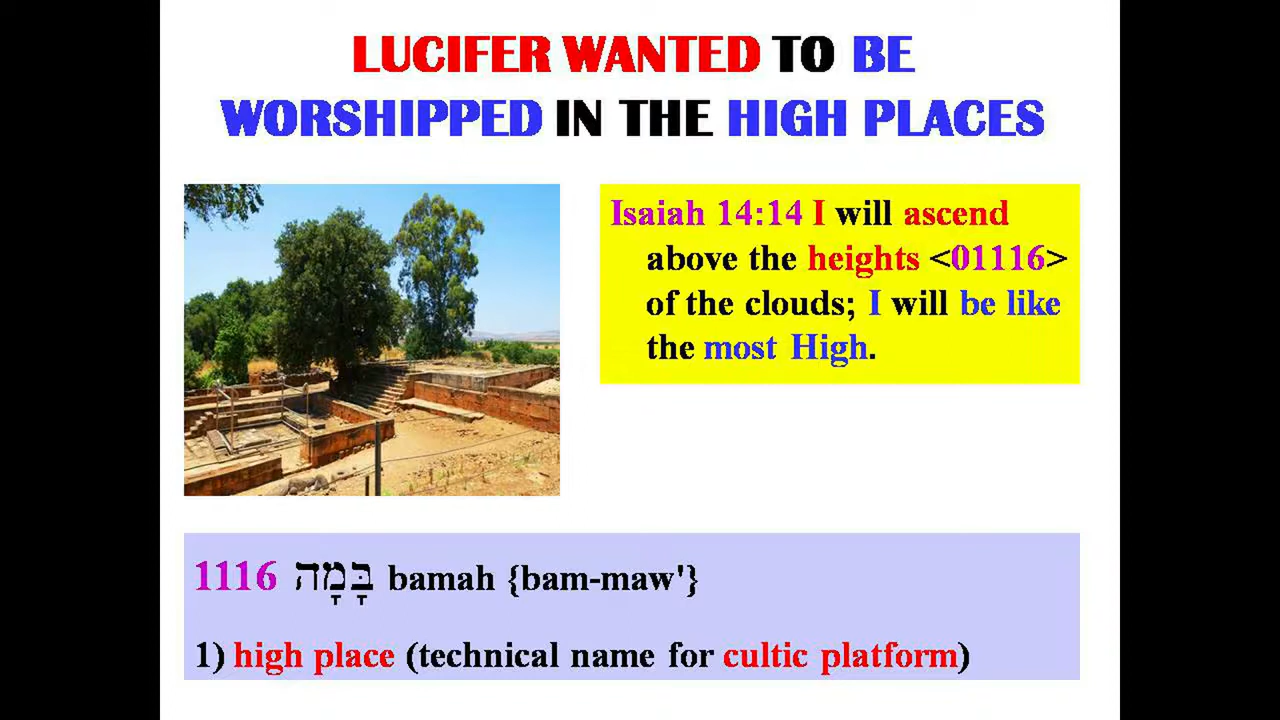 LUCIFER WANTED TO BE
WORSHIPPED IN THE HIGH PLACES
Isaiah 14:14 I will ascend
above the heights <01116>
of the clouds; I will be like
the most High.
1116 בָּמָה bamah {bam-maw'}
1) high place (technical name for cultic platform)